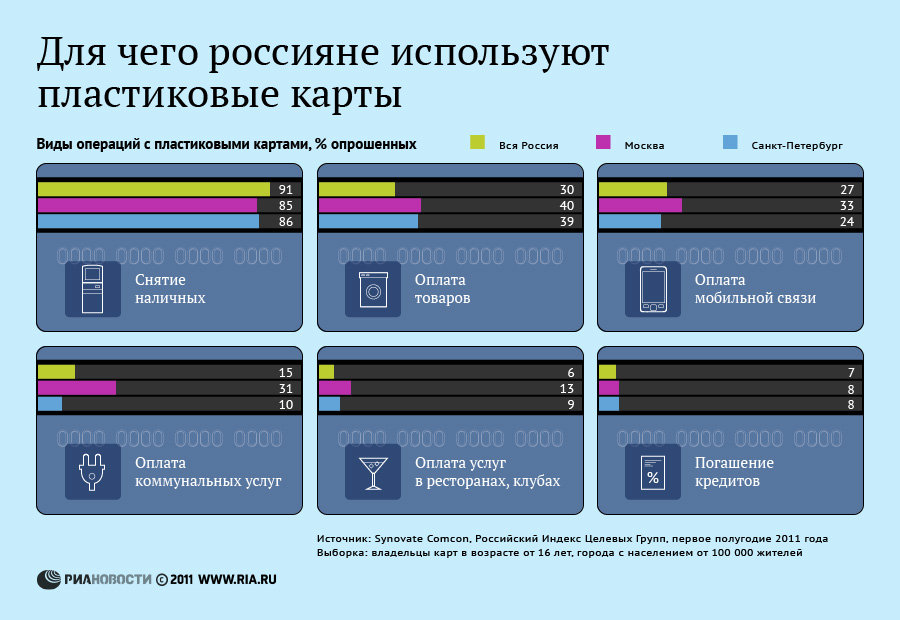 Для чего россияне используют
пластиковые карты
Виды операций с пластиковыми картами, % опрошенных
Вся Россия
Москва
Санкт-Петербург
91
85
86
Снятие
наличных
30
40
39
Оплата
товаров
27
33
24
Оплата
мобильной связи
15
31
10
Оплата
коммунальных услуг
6
13
9
Оплата услуг
в ресторанах, клубах
7
8
8
%
Погашение
кредитов
Источник: Synovate Comcon, Российский Индекс Целевых Групп, первое полугодие 2011 года
Выборка: владельцы карт в возрасте от 16 лет, города с населением от 100 000 жителей
РИАНОВОСТИ © 2011 WWW.RIA.RU